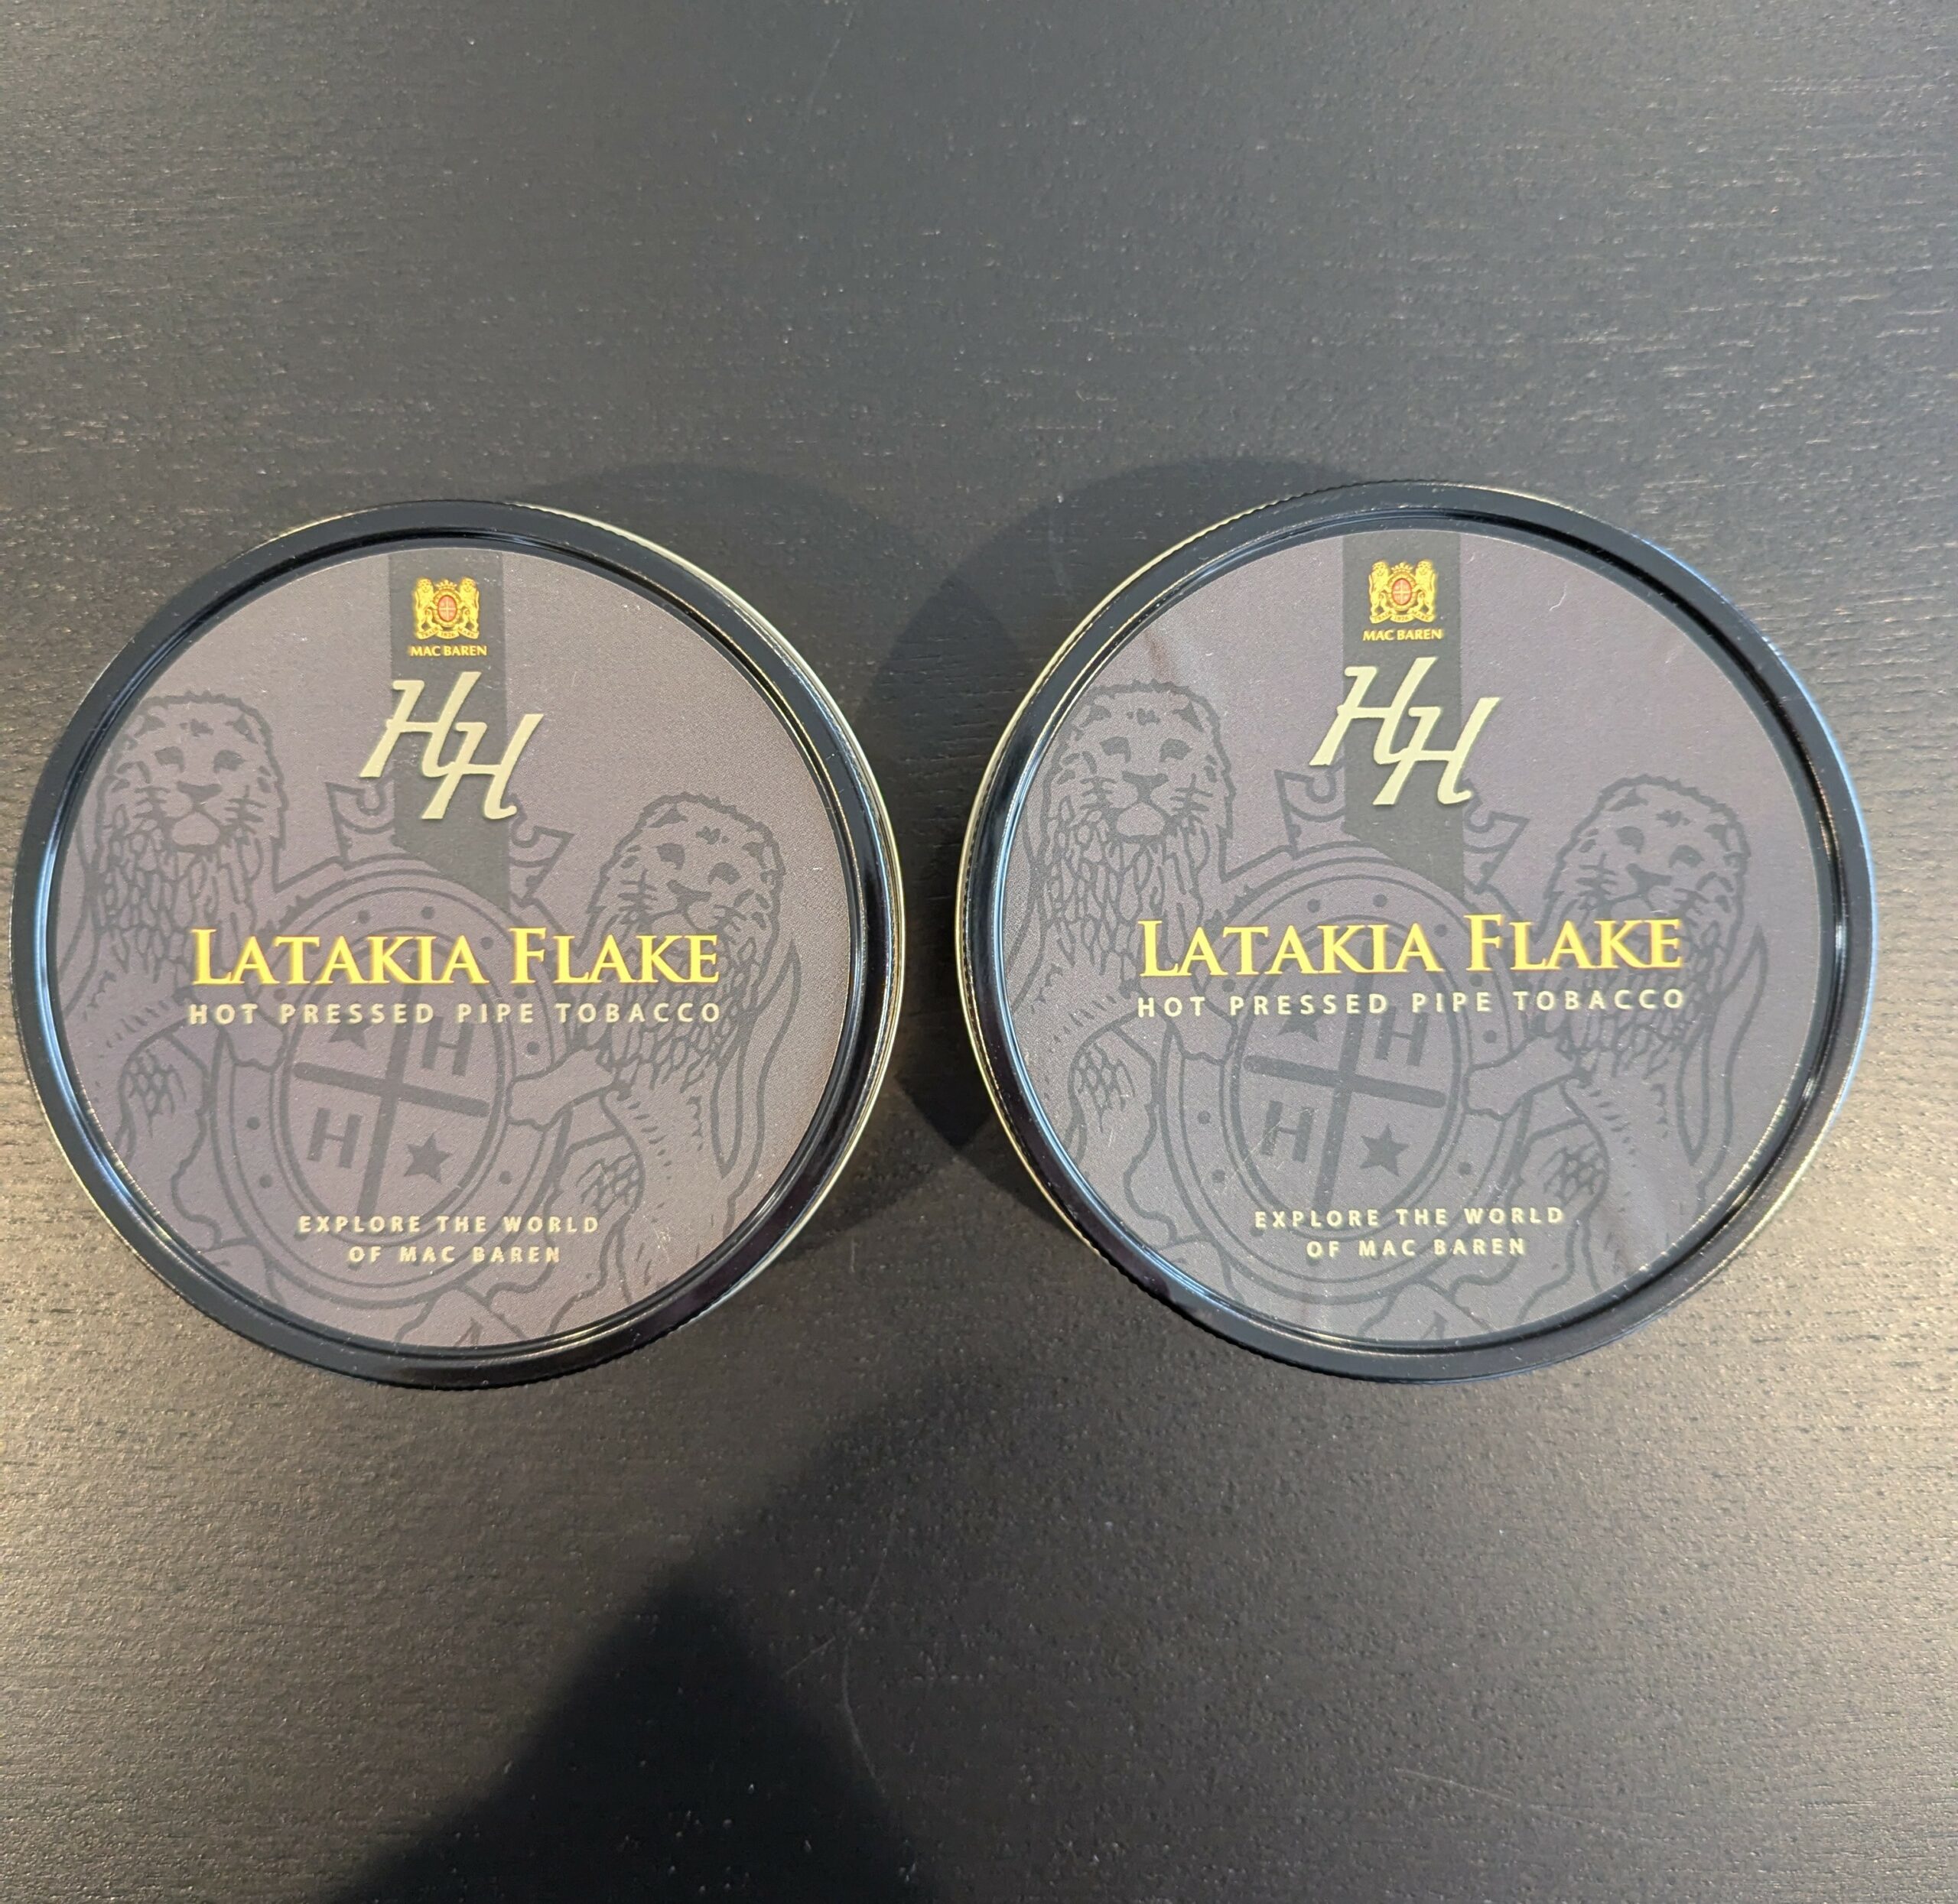 MAC BAREN
HH
LATAKIA FLAKE
HOT PRESSED PIPE TOBACCO
H
H
EXPLORE THE WORLD
OF MAC BAREN
MAC BAREN
HH
LATAKIA FLAKE
HOT PRESSED PIPE TOBACCO
H
H
EXPLORE THE WORLD
OF MAC BAREN